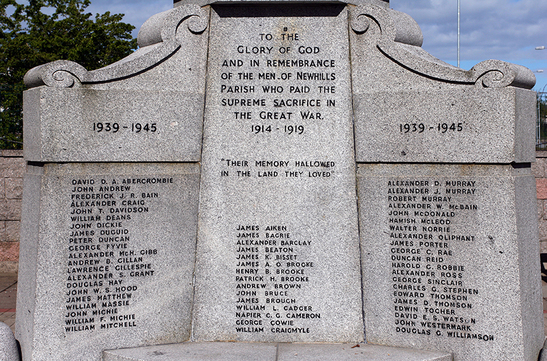 TO THE
GLORY OF GOD
AND IN REMEMBRANCE
OF THE MEN OF NEWHILLS
PARISH WHO PAID THE
SUPREME SACRIFICE IN
THE GREAT WAR.
1914 - 1919.
"THEIR MEMORY HALLOWED
IN THE LAND THEY LOVED"
JAMES AIKEN
JAMES BAGRIE
ALEXANDER BARCLAY
JAMES BEATON
JAMES K. BISSET
JAMES A. O. BROOKE
HENRY B. BROOKE
PATRICK H. BROOKE
ANDREW BROWN
JOHN BRUCE
JAMES BROUGH
WILLIAM L. CADGER
NAPIER C. G. CAMERON
GEORGE COWIE
WILLIAM CRAIGMYLE
1939 - 1945
DAVID D. A. ABERCROMBIE
JOHN ANDREW
FREDERICK J. BAIN
ALEXANDER CRAIG
JOHN T. DAVIDSON
WILLIAM DEANS
JOHN DICKIE
JAMES DUGUID
PETER DUNCAN
GEORGE FYVIE
ALEXANDER MCH. GIBB
ANDREW B. GILLAN
LAWRENCE GILLESPIE
ALEXANDER S. GRANT
DOUGLAS HAY
JOHN W. S. HOOD
JAMES MATTHEW
WILLIAM MASSIE
JOHN MICHIE
WILLIAM F. MICHIE
WILLIAM MITCHELL
1939 - 1945
ALEXANDER D. MURRAY
ALEXANDER J. MURRAY
ROBERT MURRAY
ALEXANDER W. MCBAIN
JOHN MCDONALD
HAMISH MCLEOD
WALTER NORRIE
ALEXANDER OLIPHANT
JAMES PORTER
GEORGE C. RAE
DUNCAN REID
HAROLD G. ROBBIE
ALEXANDER ROSS
GEORGE SINCLAIR
CHARLES G. STEPHEN
EDWARD THOMSON
JAMES D. THOMSON
EDWIN TOCHER
DAVID E. S. WATSON
JOHN WESTERMARK
DOUGLAS G. WILLIAMSON